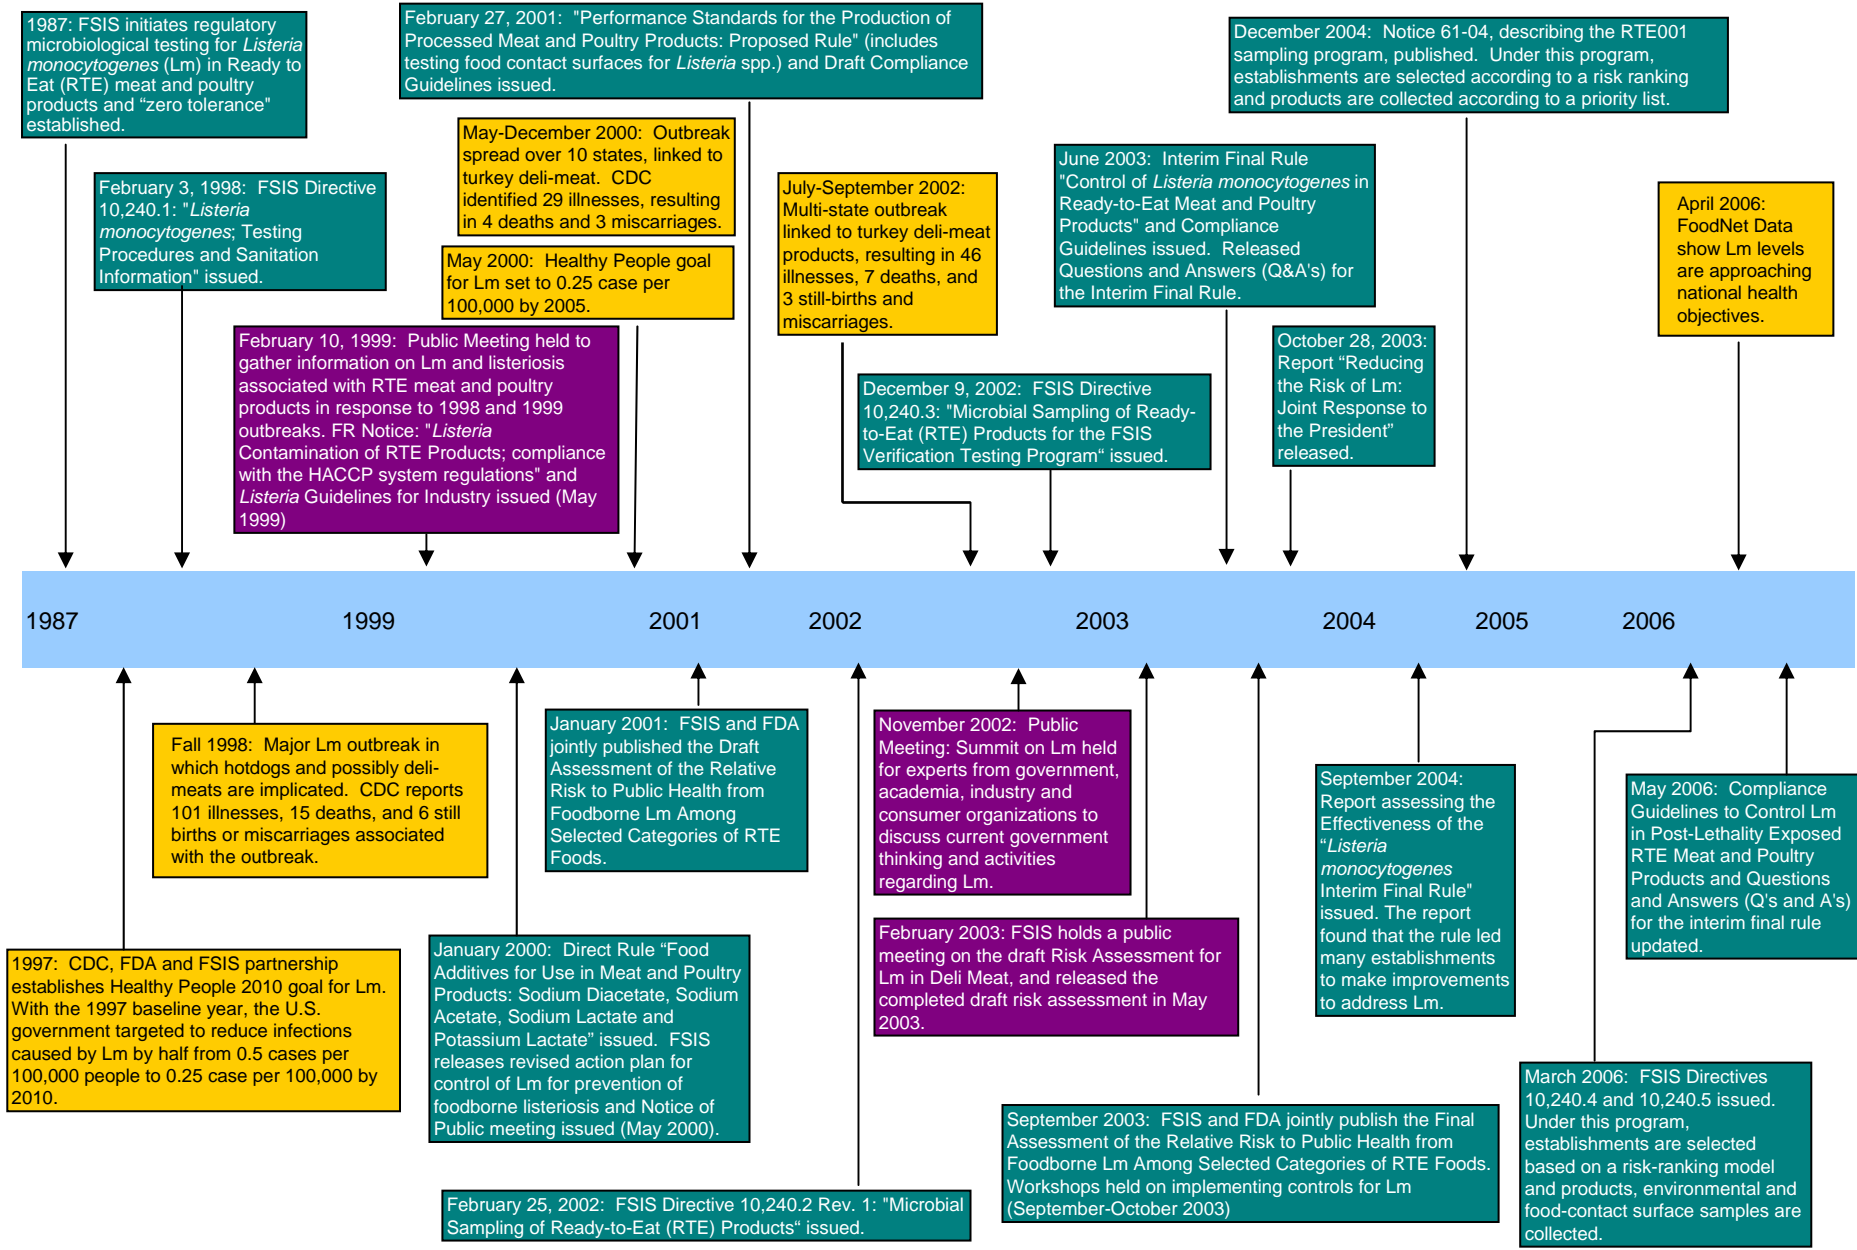 1987: FSIS initiates regulatory
microbiological testing for Listeria
monocytogenes (Lm) in Ready to
Eat (RTE) meat and poultry
products and “zero tolerance"
established.
February 3, 1998: FSIS Directive
10,240.1: "Listeria
monocytogenes; Testing
Procedures and Sanitation
Information" issued.
February 10, 1999: Public Meeting held to
gather information on Lm and listeriosis
associated with RTE meat and poultry
products in response to 1998 and 1999
outbreaks. FR Notice: "Listeria
Contamination of RTE Products; compliance
with the HACCP system regulations" and
Listeria Guidelines for Industry issued (May
1999)
February 27, 2001: "Performance Standards for the Production of
Processed Meat and Poultry Products: Proposed Rule" (includes
testing food contact surfaces for Listeria spp.) and Draft Compliance
Guidelines issued.
May-December 2000: Outbreak
spread over 10 states, linked to
turkey deli-meat. CDC
identified 29 illnesses, resulting
in 4 deaths and 3 miscarriages.
May 2000: Healthy People goal
for Lm set to 0.25 case per
100,000 by 2005.
July-September 2002:
Multi-state outbreak
linked to turkey deli-meat
products, resulting in 46
illnesses, 7 deaths, and
3 still-births and
miscarriages.
December 9, 2002: FSIS Directive
10,240.3: "Microbial Sampling of Ready-
to-Eat (RTE) Products for the FSIS
Verification Testing Program“ issued.
June 2003: Interim Final Rule
"Control of Listeria monocytogenes in
Ready-to-Eat Meat and Poultry
Products" and Compliance
Guidelines issued. Released
Questions and Answers (Q&A's) for
the Interim Final Rule.
October 28, 2003:
Report “Reducing
the Risk of Lm:
Joint Response to
the President”
released.
December 2004: Notice 61-04, describing the RTE001
sampling program, published. Under this program,
establishments are selected according to a risk ranking
and products are collected according to a priority list.
April 2006:
FoodNet Data
show Lm levels
are approaching
national health
objectives.
1987 1999 2001 2002 2003 2004 2005 2006
1997: CDC, FDA and FSIS partnership
establishes Healthy People 2010 goal for Lm.
With the 1997 baseline year, the U.S.
government targeted to reduce infections
caused by Lm by half from 0.5 cases per
100,000 people to 0.25 case per 100,000 by
2010.
Fall 1998: Major Lm outbreak in
which hotdogs and possibly deli-
meats are implicated. CDC reports
101 illnesses, 15 deaths, and 6 still
births or miscarriages associated
with the outbreak.
January 2000: Direct Rule “Food
Additives for Use in Meat and Poultry
Products: Sodium Diacetate, Sodium
Acetate, Sodium Lactate and
Potassium Lactate” issued. FSIS
releases revised action plan for
control of Lm for prevention of
foodborne listeriosis and Notice of
Public meeting issued (May 2000).
January 2001: FSIS and FDA
jointly published the Draft
Assessment of the Relative
Risk to Public Health from
Foodborne Lm Among
Selected Categories of RTE
Foods.
February 25, 2002: FSIS Directive 10,240.2 Rev. 1: "Microbial
Sampling of Ready-to-Eat (RTE) Products“ issued.
November 2002: Public
Meeting: Summit on Lm held
for experts from government,
academia, industry and
consumer organizations to
discuss current government
thinking and activities
regarding Lm.
February 2003: FSIS holds a public
meeting on the draft Risk Assessment for
Lm in Deli Meat, and released the
completed draft risk assessment in May
2003.
September 2003: FSIS and FDA jointly publish the Final
Assessment of the Relative Risk to Public Health from
Foodborne Lm Among Selected Categories of RTE Foods.
Workshops held on implementing controls for Lm
(September-October 2003)
September 2004:
Report assessing the
Effectiveness of the
“Listeria
monocytogenes
Interim Final Rule"
issued. The report
found that the rule led
many establishments
to make improvements
to address Lm.
March 2006: FSIS Directives
10,240.4 and 10,240.5 issued.
Under this program,
establishments are selected
based on a risk-ranking model
and products, environmental and
food-contact surface samples are
collected.
May 2006: Compliance
Guidelines to Control Lm
in Post-Lethality Exposed
RTE Meat and Poultry
Products and Questions
and Answers (Q's and A's)
for the interim final rule
updated.